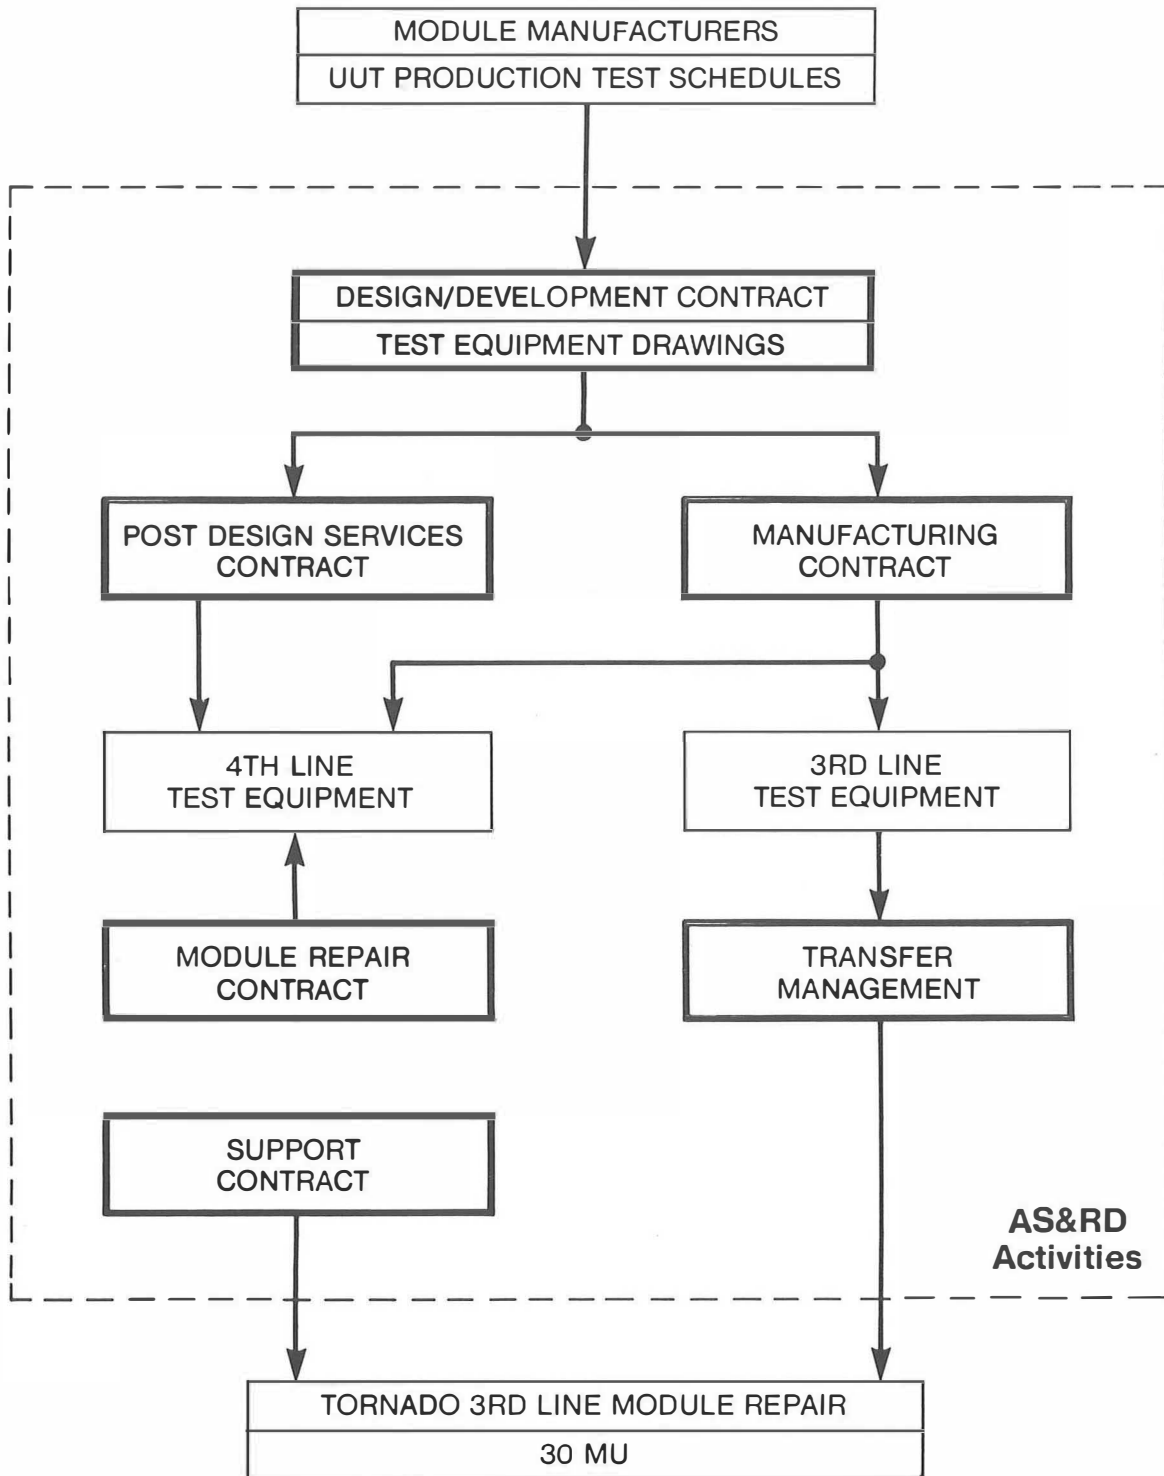 MODULE MANUFACTURERS
UUT PRODUCTION TEST SCHEDULES
DESIGN/DEVELOPMENT CONTRACT
TEST EQUIPMENT DRAWINGS
POST DESIGN SERVICES
CONTRACT
MANUFACTURING
CONTRACT
4TH LINE
TEST EQUIPMENT
3RD LINE
TEST EQUIPMENT
MODULE REPAIR
CONTRACT
TRANSFER
MANAGEMENT
SUPPORT
CONTRACT
AS&RD
Activities
TORNADO 3RD LINE MODULE REPAIR
30 MU